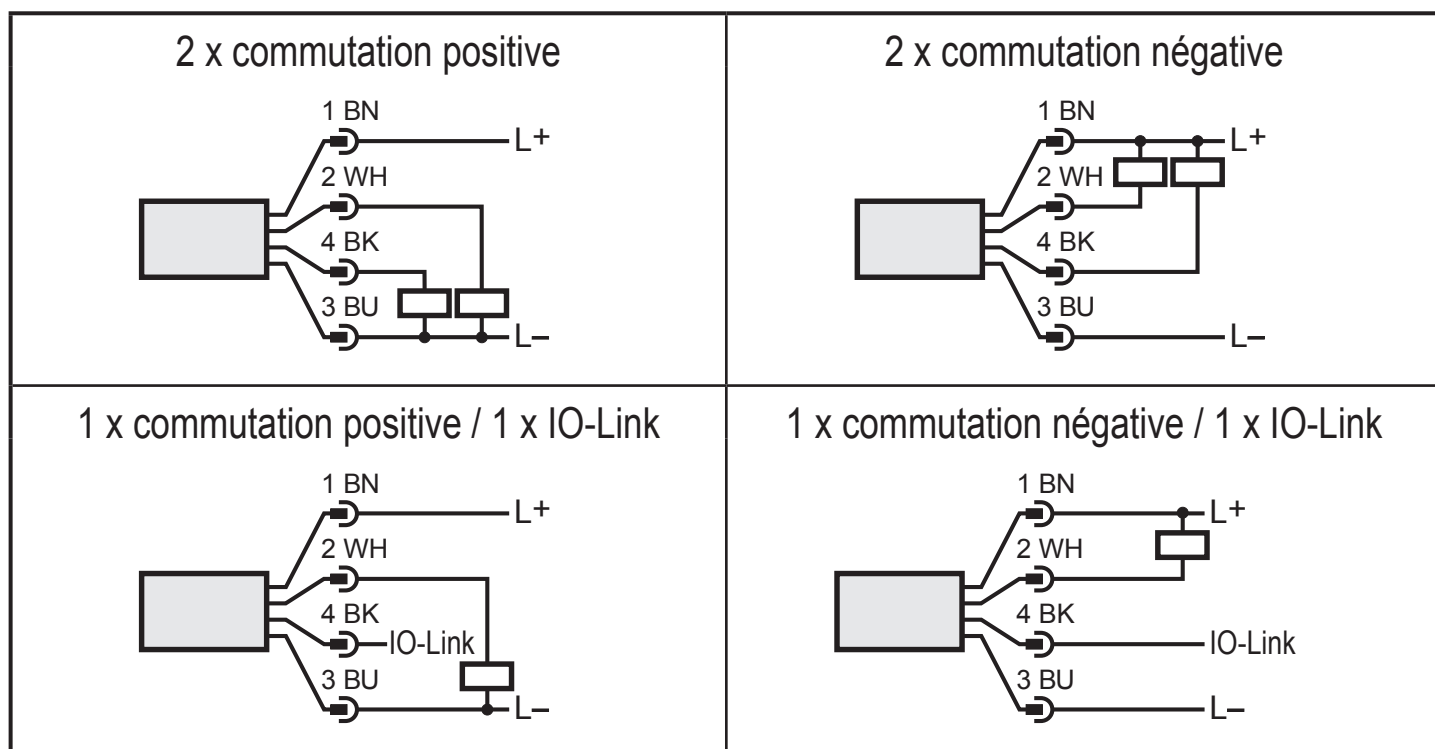 2 x commutation positive
1 BN
L+
2 WH
4 BK
3 BU
L–
2 x commutation négative
1 BN
L+
2 WH
4 BK
3 BU
L–
1 x commutation positive / 1 x IO-Link
1 BN
L+
2 WH
4 BK
IO-Link
3 BU
L–
1 x commutation négative / 1 x IO-Link
1 BN
L+
2 WH
4 BK
IO-Link
3 BU
L–